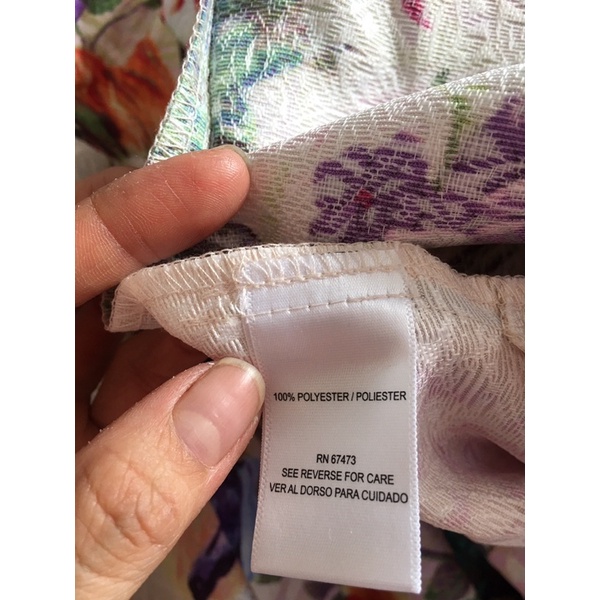 100% POLYESTER / POLIESTER
RN 67473
SEE REVERSE FOR CARE
VER AL DORSO PARA CUIDADO